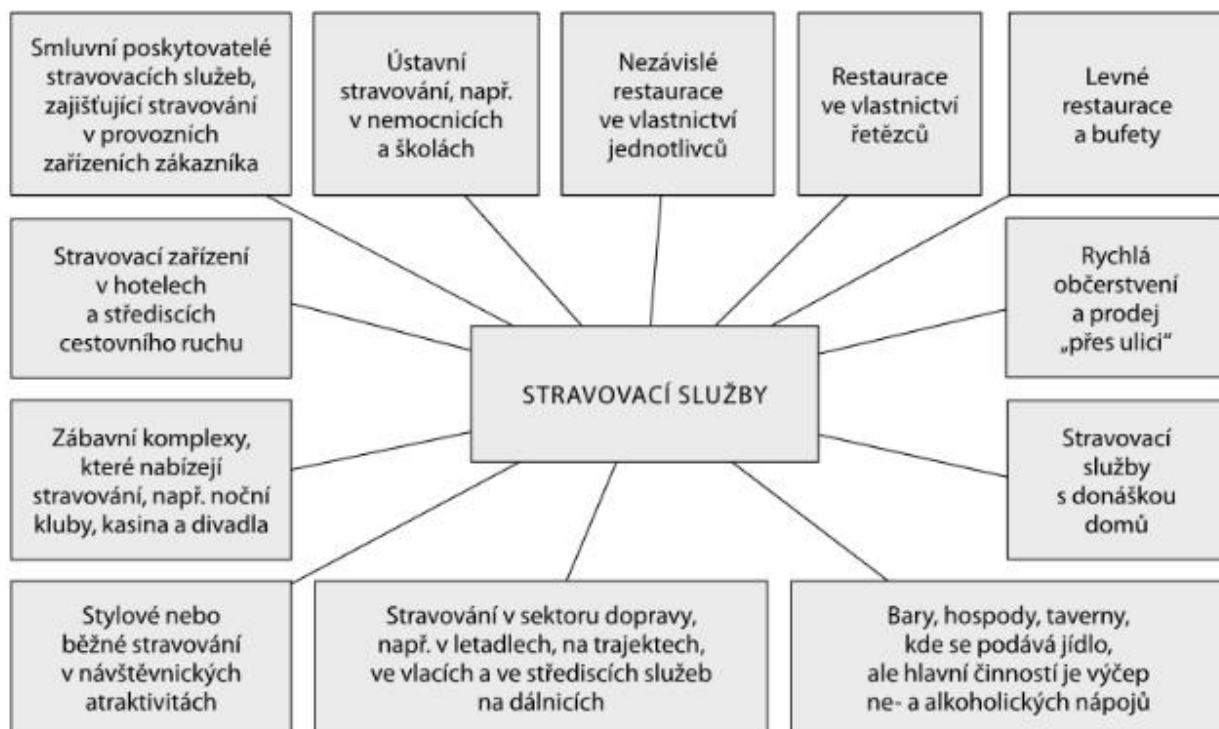 Smluvní poskytovatelé
stravovacích služeb,
zajišťující stravování
v provozních
zařízeních zákazníka
Ústavní
stravování, např.
v nemocnicích
a školách
Nezávislé
restaurace
ve vlastnictví
jednotlivců
Restaurace
ve vlastnictví
řetězců
Levné
restaurace
a bufety
Stravovací zařízení
v hotelech
a střediscích
cestovního ruchu
Rychlá
občerstvení
a prodej
„přes ulici“
STRAVOVACÍ SLUŽBY
Zábavní komplexy,
které nabízejí
stravování, např. noční
kluby, kasina a divadla
Stravovací
služby
s donáškou
domů
Stylové nebo
běžné stravování
v návštěvnických
atraktivitách
Stravování v sektoru dopravy,
např. v letadlech, na trajektech,
ve vlacích a ve střediscích služeb
na dálnicích
Bary, hospody, taverny,
kde se podává jídlo,
ale hlavní činností je výčep
ne- a alkoholických nápojů